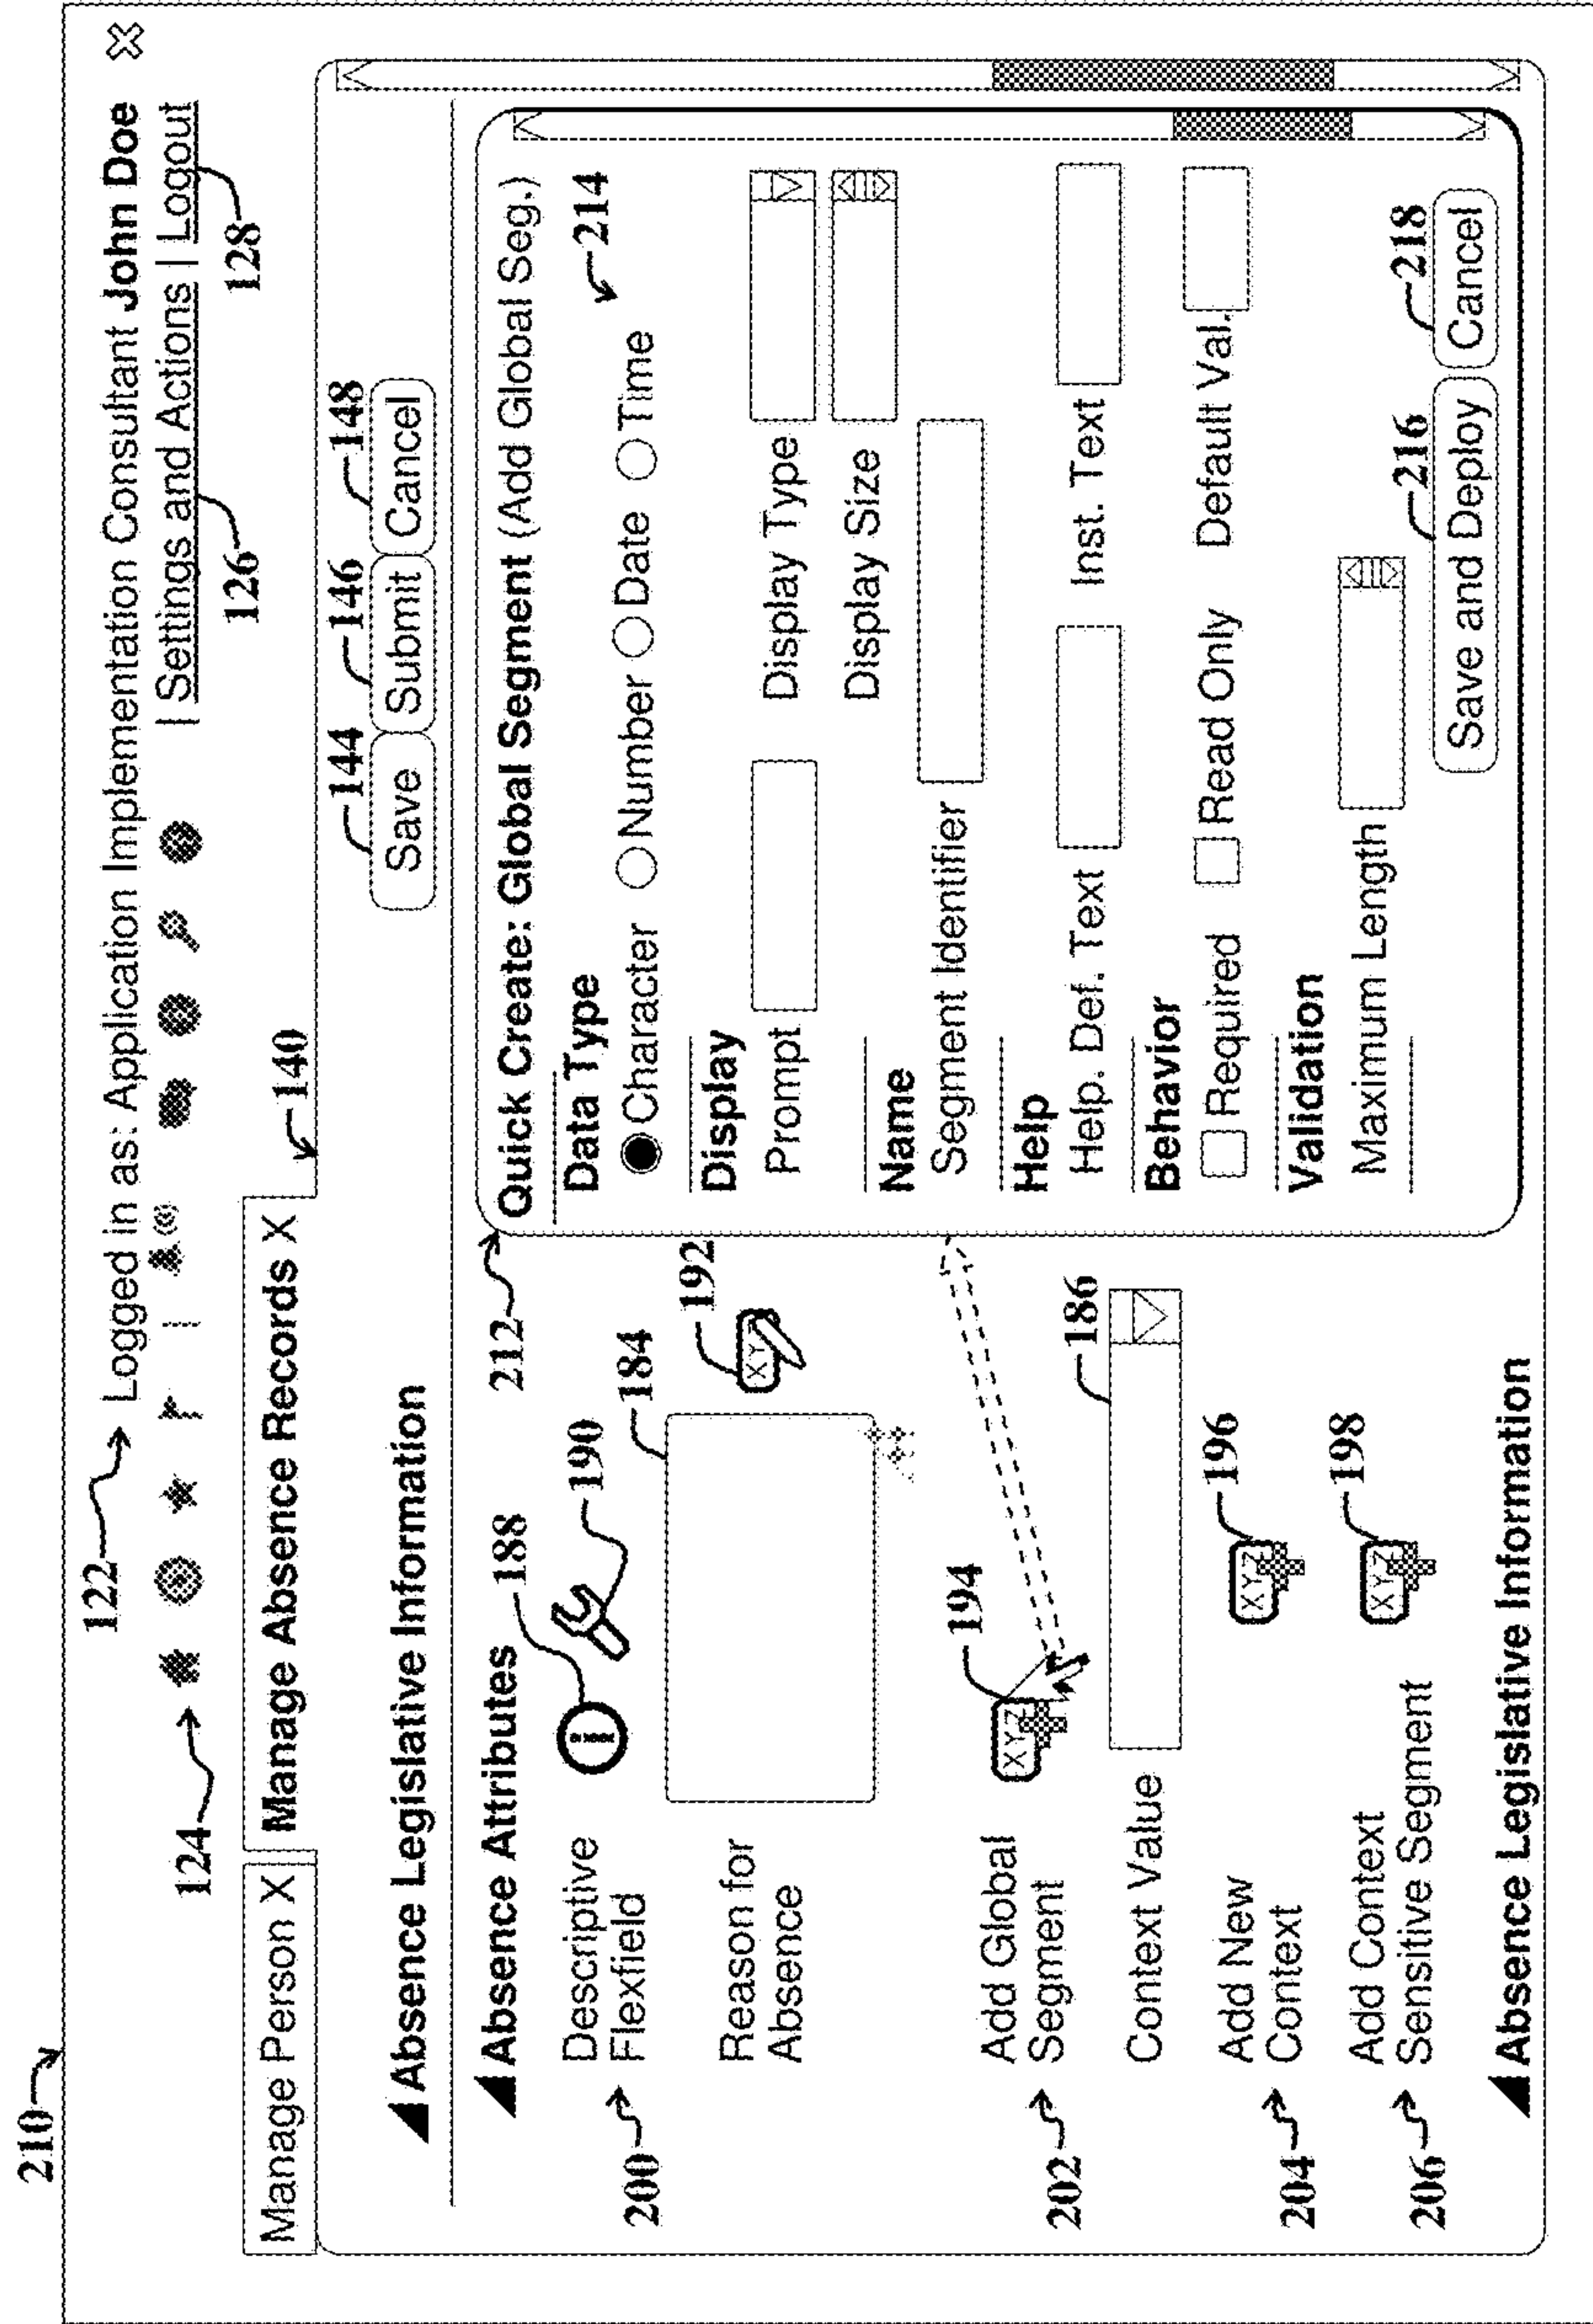 210
122
Logged in as: Application Implementation Consultant John Doe
124
| Settings and Actions | Logout
126
128
Manage Person X
Manage Absence Records X
140
144
146
148
Save
Submit
Cancel
Absence Legislative Information
Absence Attributes
188
190
Descriptive
Flexfield
200
184
192
Reason for
Absence
XY
194
Add Global
Segment
202
XYZ
186
Context Value
196
Add New
Context
204
XYZ
198
Add Context
Sensitive Segment
206
XYZ
Absence Legislative Information
212
Quick Create: Global Segment (Add Global Seg.)
Data Type
214
Character
Number
Date
Time
Display
Prompt
Display Type
Display Size
Name
Segment Identifier
Help
Help. Def. Text
Inst. Text
Behavior
Required
Read Only
Default Val.
Validation
Maximum Length
216
218
Save and Deploy
Cancel